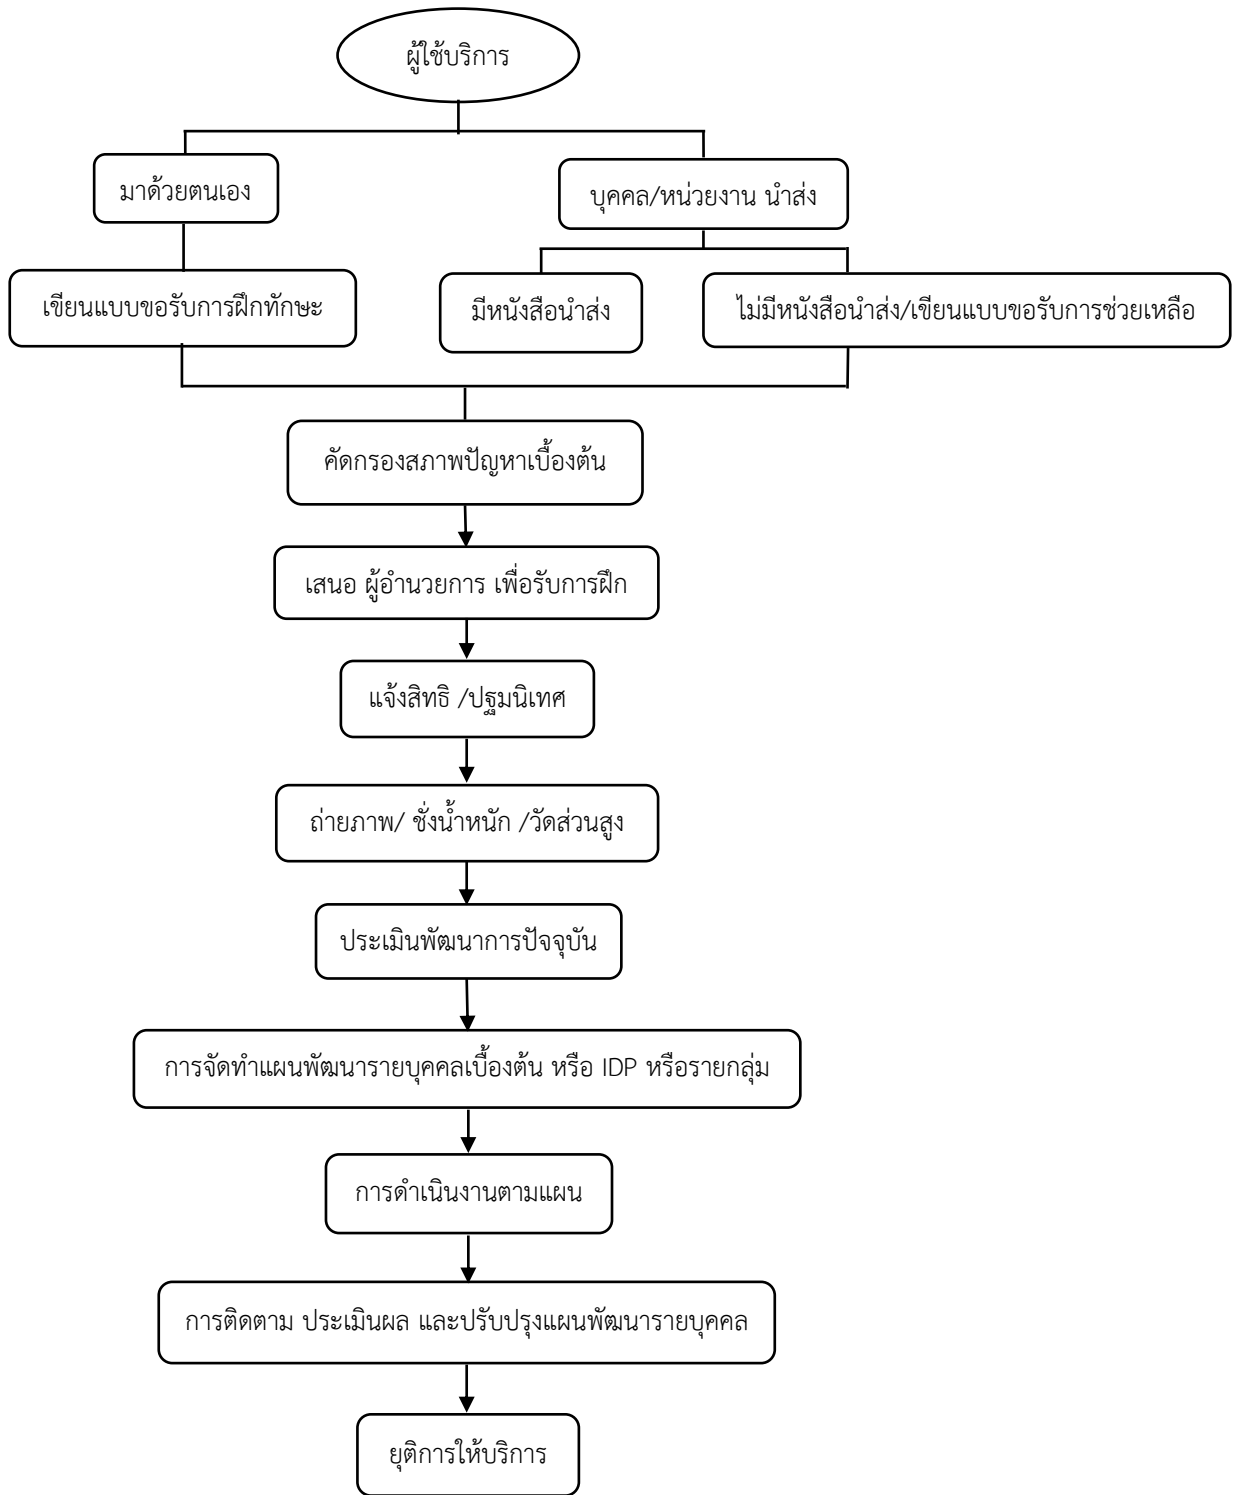 ผู้ใช้บริการ
มาด้วยตนเอง
บุคคล/หน่วยงาน นำส่ง
เขียนแบบขอรับการฝึกทักษะ
มีหนังสือนำส่ง
ไม่มีหนังสือนำส่ง/เขียนแบบขอรับการช่วยเหลือ
คัดกรองสภาพปัญหาเบื้องต้น
เสนอ ผู้อำนวยการ เพื่อรับการฝึก
แจ้งสิทธิ /ปฐมนิเทศ
ถ่ายภาพ/ ชั่งน้ำหนัก /วัดส่วนสูง
ประเมินพัฒนาการปัจจุบัน
การจัดทำแผนพัฒนารายบุคคลเบื้องต้น หรือ IDP หรือรายกลุ่ม
การดำเนินงานตามแผน
การติดตาม ประเมินผล และปรับปรุงแผนพัฒนารายบุคคล
ยุติการให้บริการ